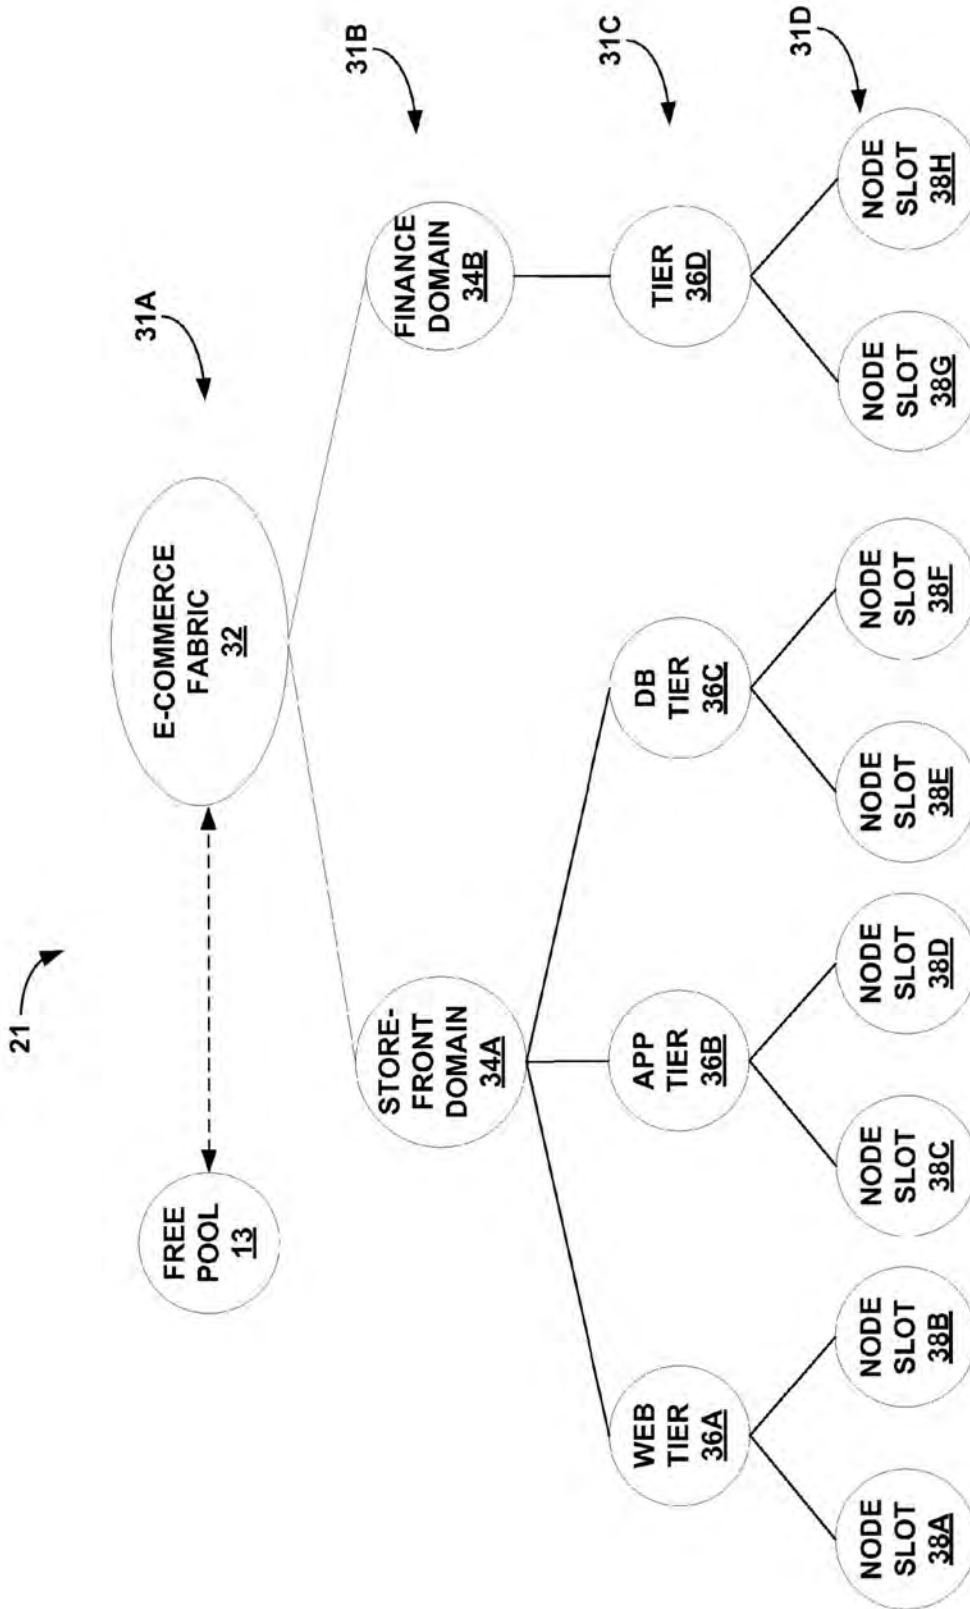 21
FREE
POOL
13
E-COMMERCE
FABRIC
32
31A
STORE-
FRONT
DOMAIN
34A
FINANCE
DOMAIN
34B
31B
WEB
TIER
36A
APP
TIER
36B
DB
TIER
36C
TIER
36D
31C
NODE
SLOT
38A
NODE
SLOT
38B
NODE
SLOT
38C
NODE
SLOT
38D
NODE
SLOT
38E
NODE
SLOT
38F
NODE
SLOT
38G
NODE
SLOT
38H
31D